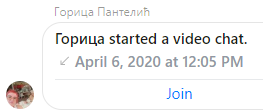 Горица Пантелић
Горица started a video chat.
↙ April 6, 2020 at 12:05 PM
Join